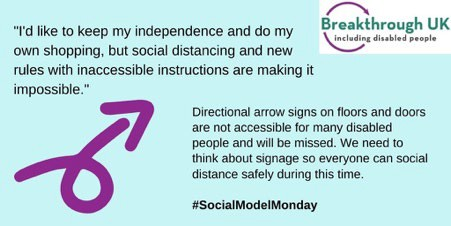 "I'd like to keep my independence and do my
own shopping, but social distancing and new
rules with inaccessible instructions are making it
impossible."
Breakthrough UK
including disabled people
Directional arrow signs on floors and doors
are not accessible for many disabled
people and will be missed. We need to
think about signage so everyone can social
distance safely during this time.
#SocialModelMonday